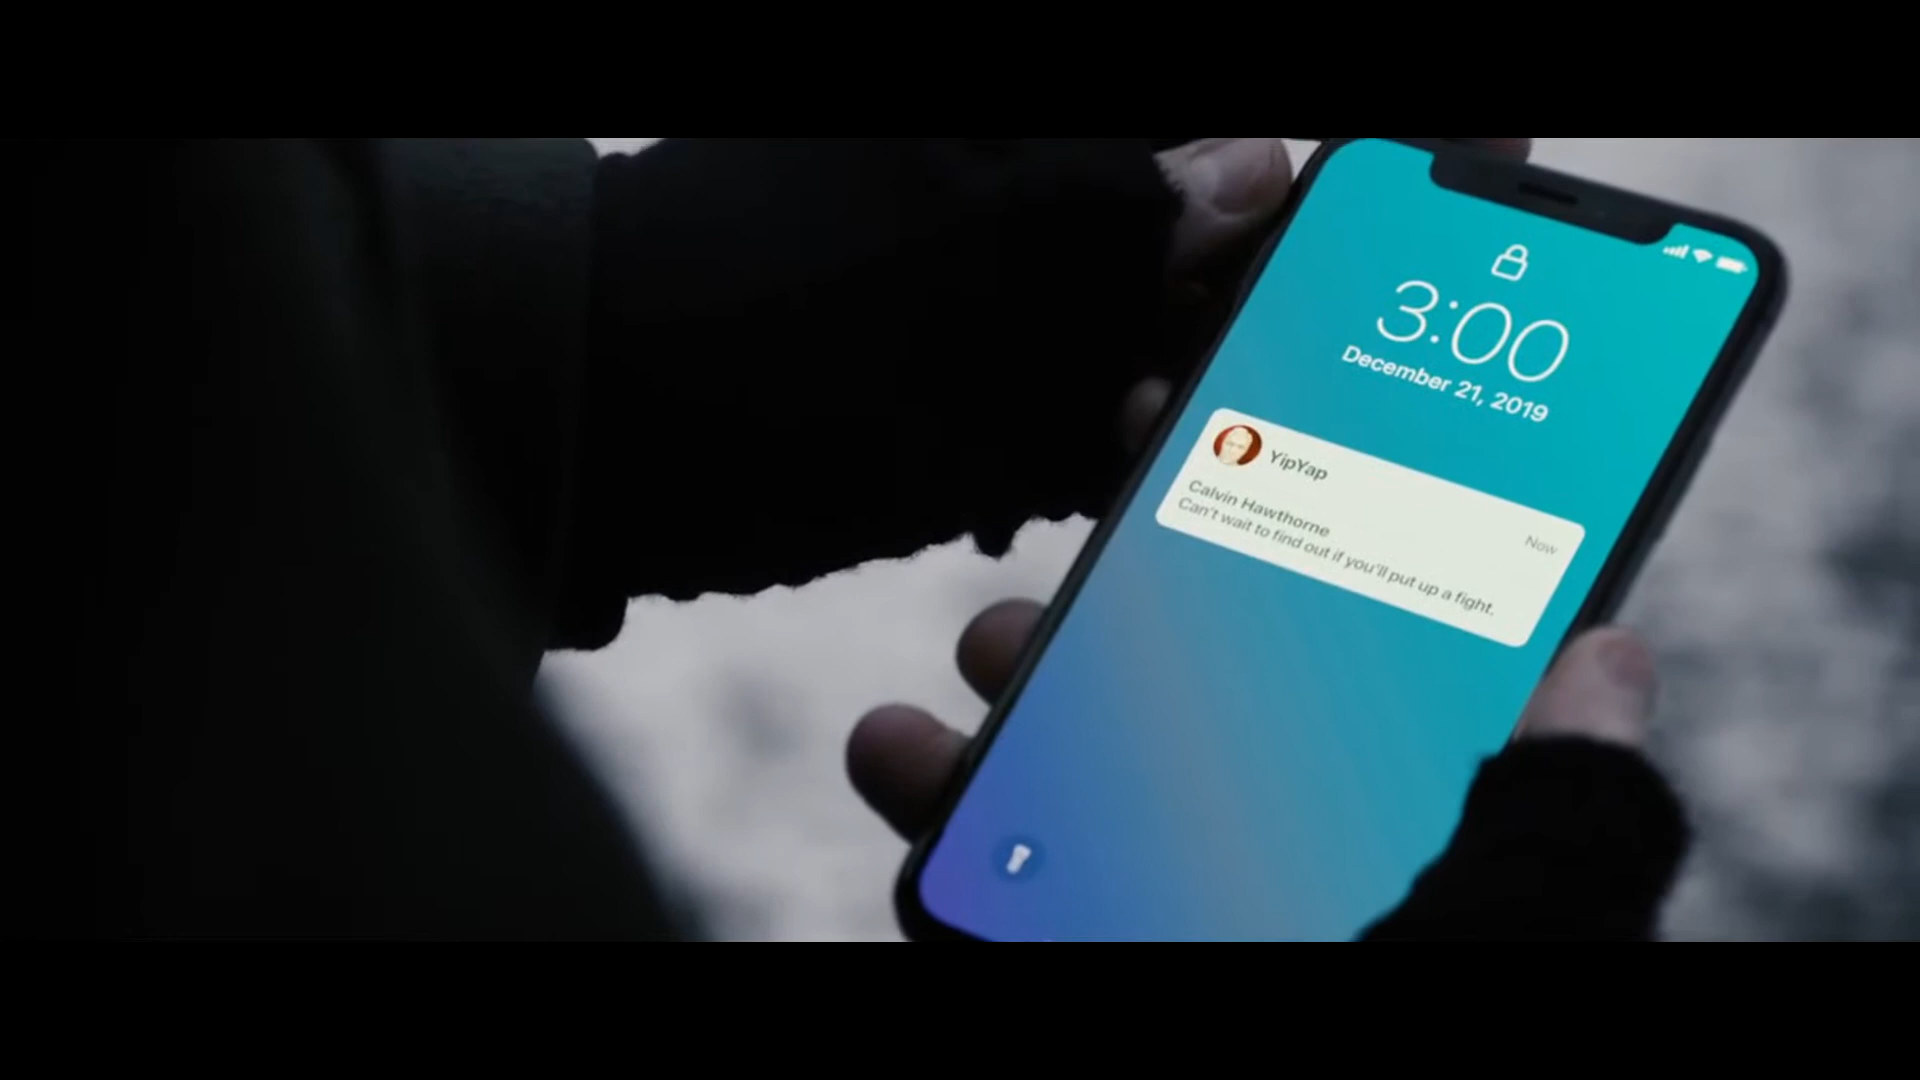 3:00
December 21, 2019
YipYap
Calvin Hawthorne
Now
Can't wait to find out if you'll put up a fight.